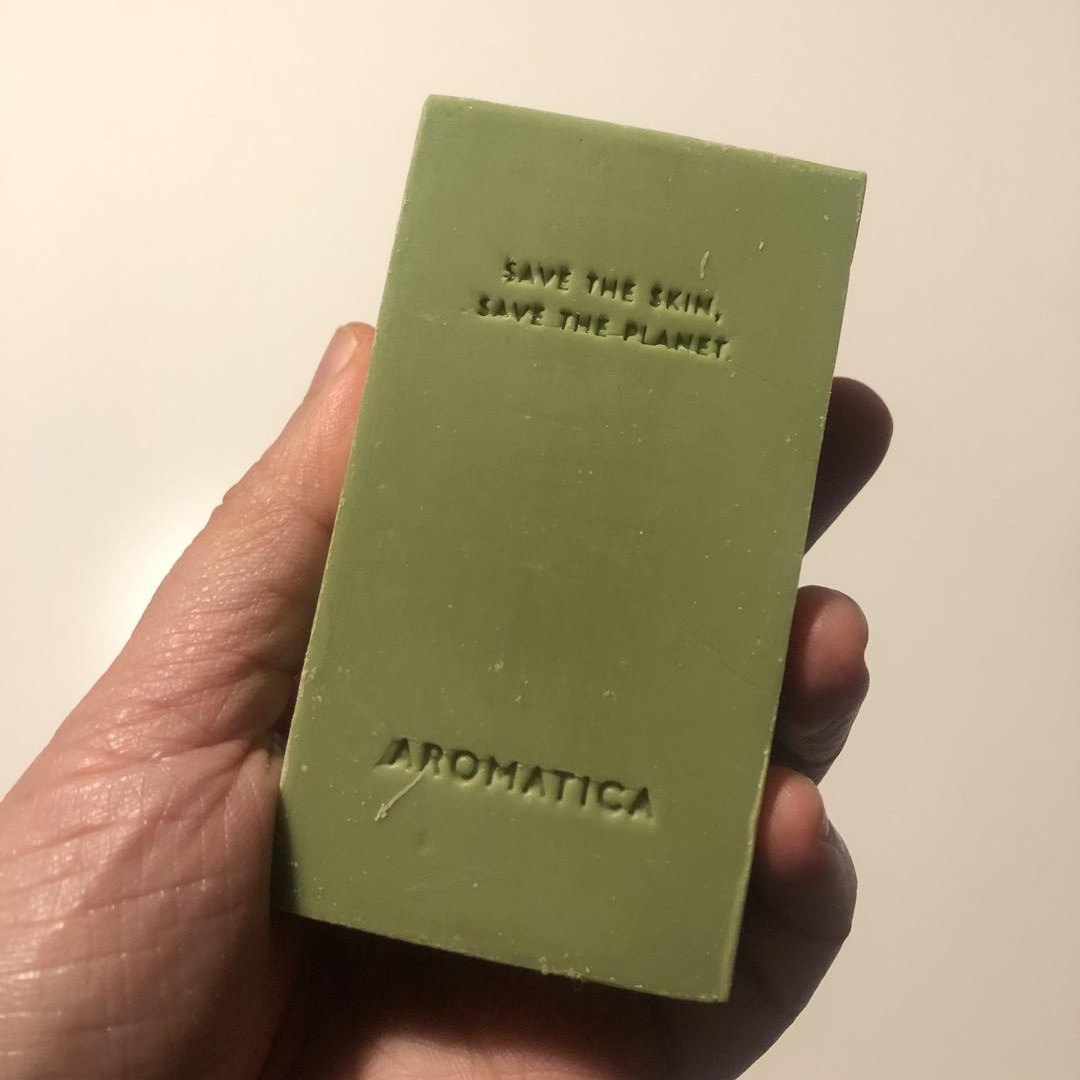 SAVE THE SKIN,
SAVE THE PLANET.
AROMATICA